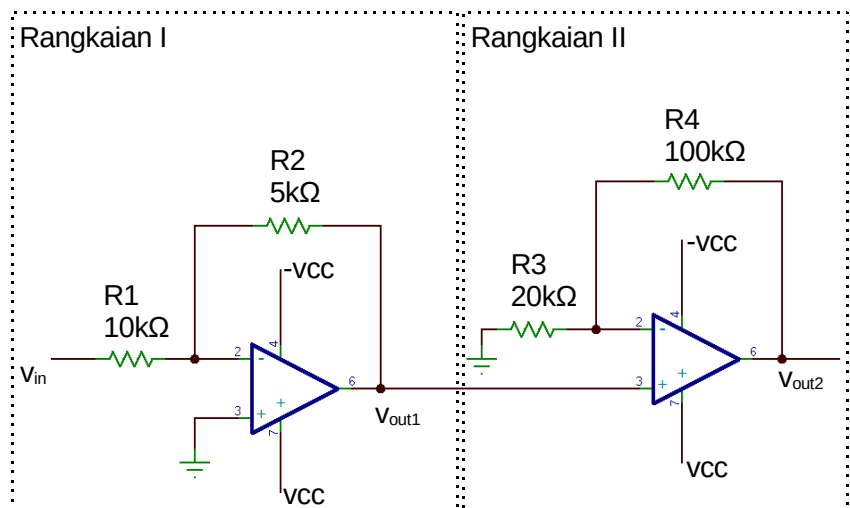 Rangkaian I
Rangkaian II
R4
100kΩ
R2
5kΩ
-vcc
-vcc
R3
20kΩ
R1
10kΩ
4
4
2
-
2
-
6
6
vin
vout2
+
3
+
3
+
+
vout1
7
7
vcc
vcc